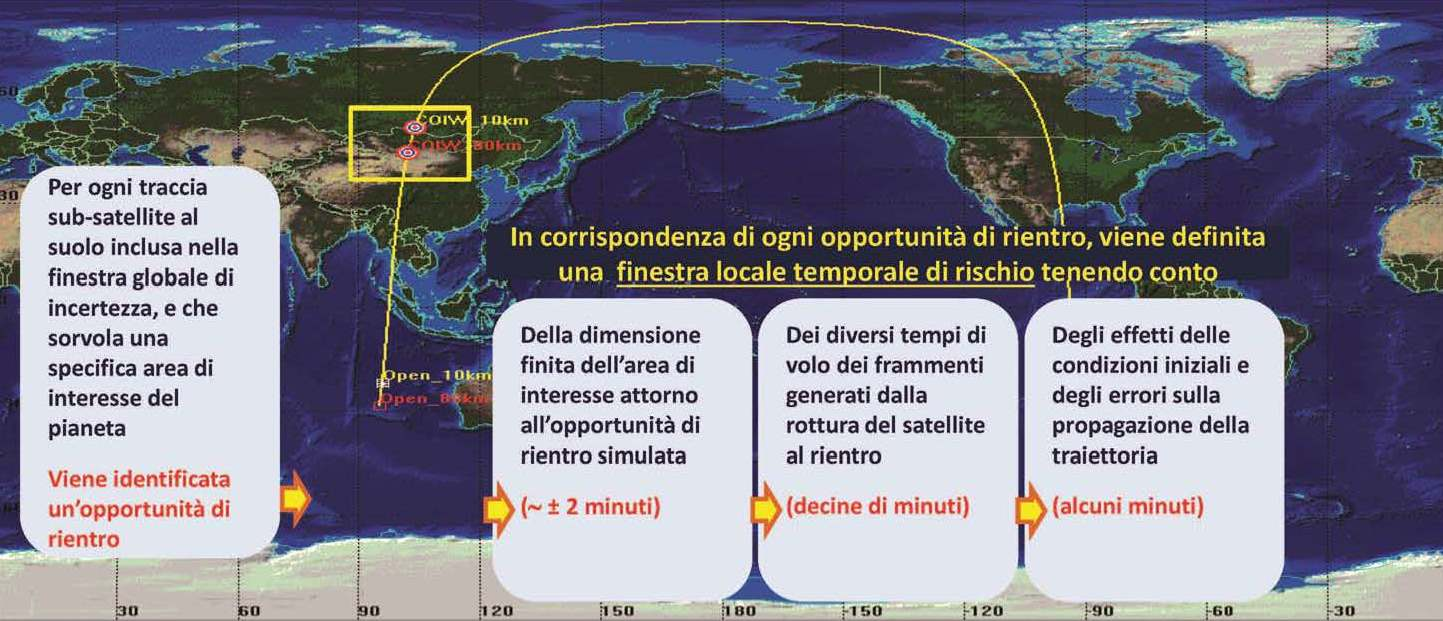 COIW_10km
60
Per ogni traccia
sub-satellite al
suolo inclusa nella
finestra globale di
incertezza, e che
sorvola una
specifica area di
interesse del
pianeta
Viene identificata
un'opportunità di
rientro
30
In corrispondenza di ogni opportunità di rientro, viene definita
una finestra locale temporale di rischio tenendo conto
Open_10km
Della dimensione
finita dell'area di
interesse attorno
all'opportunità di
rientro simulata
(~ ± 2 minuti)
Dei diversi tempi di
volo dei frammenti
generati dalla
rottura del satellite
al rientro
(decine di minuti)
Degli effetti delle
condizioni iniziali e
degli errori sulla
propagazione della
traiettoria
(alcuni minuti)
30 60 90 120 150 180 -150 -120 -90 -60 -30